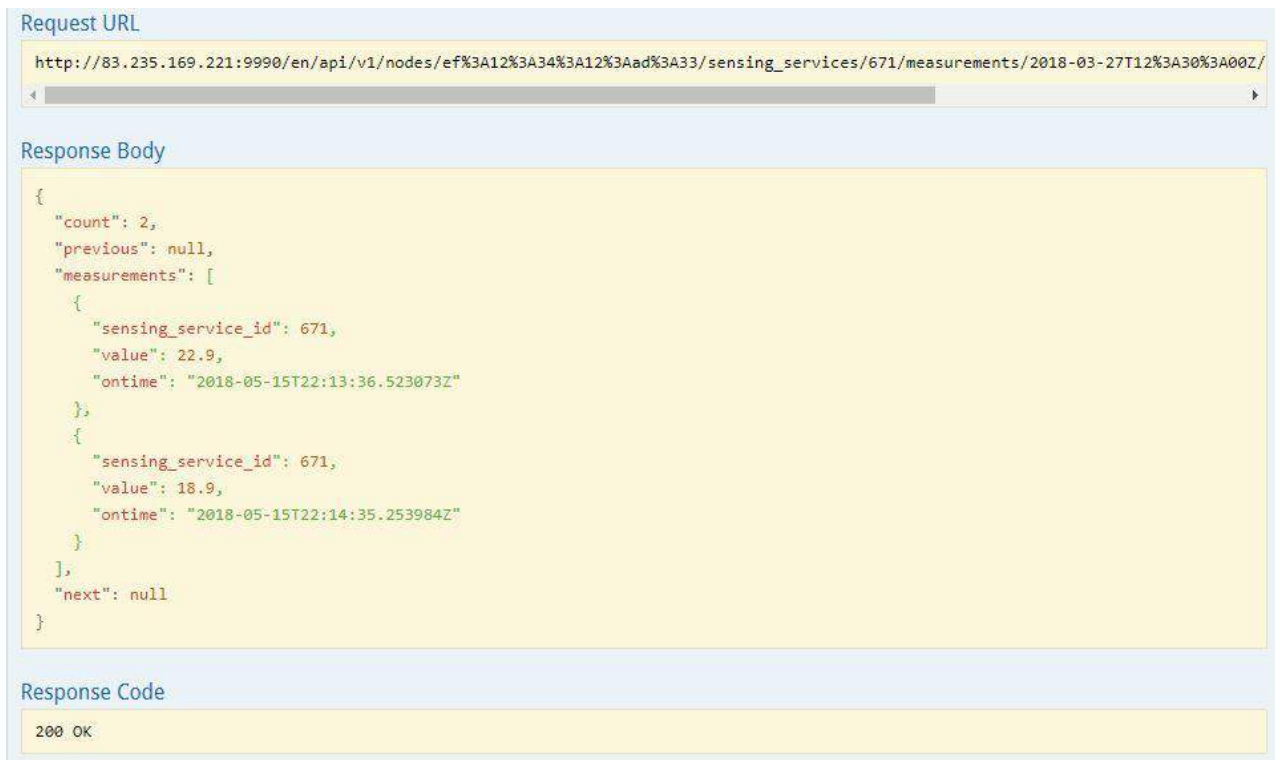 Request URL
http://83.235.169.221:9990/en/api/v1/nodes/ef%3A12%3A34%3A12%3Aad%3A33/sensing_services/671/measurements/2018-03-27T12%3A30%3A00Z/
Response Body
{
  "count": 2,
  "previous": null,
  "measurements": [
    {
      "sensing_service_id": 671,
      "value": 22.9,
      "ontime": "2018-05-15T22:13:36.523073Z"
    },
    {
      "sensing_service_id": 671,
      "value": 18.9,
      "ontime": "2018-05-15T22:14:35.253984Z"
    }
  ],
  "next": null
}
Response Code
200 OK